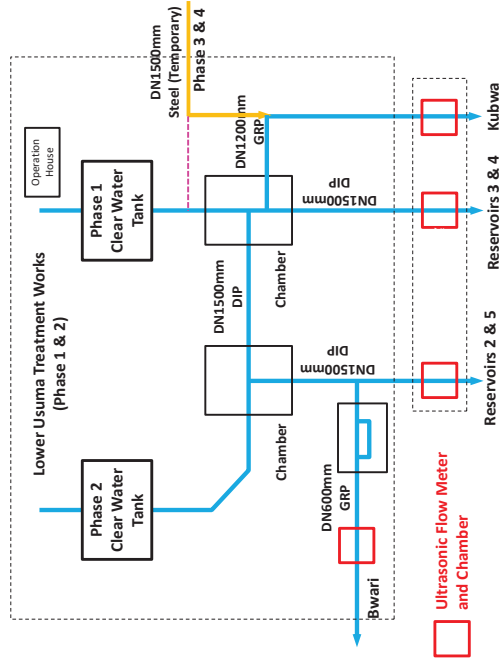 Lower Usuma Treatment Works
(Phase 1 & 2)
Operation
House
DN1500mm
Steel (Temporary)
Phase 3 & 4
Phase 2
Clear Water
Tank
Phase 1
Clear Water
Tank
DN1500mm
DIP
DN1200mm
GRP
Chamber
Chamber
DN1500mm
DIP
DN1500mm
DIP
DN600mm
GRP
Bwari
Reservoirs 2 & 5
Reservoirs 3 & 4
Kubwa
Ultrasonic Flow Meter
and Chamber